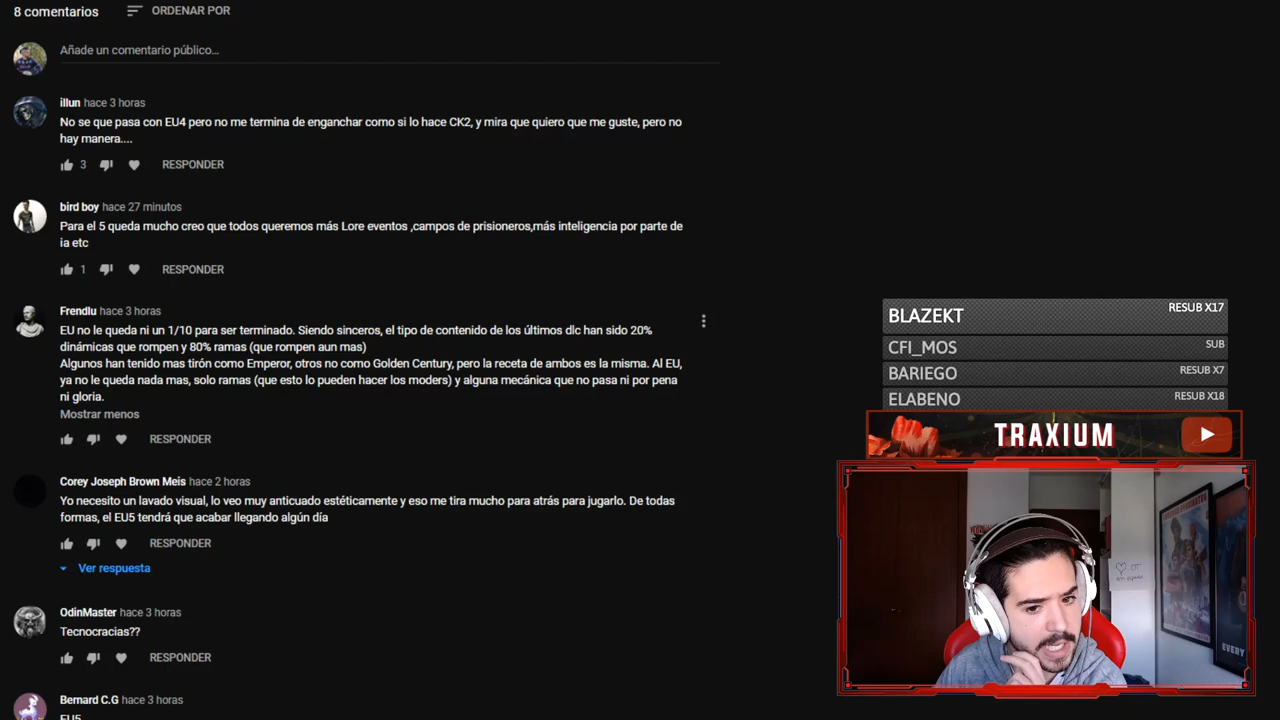 8 comentarios
ORDENAR POR
Añade un comentario público...
illun hace 3 horas
No se que pasa con EU4 pero no me termina de enganchar como si lo hace CK2, y mira que quiero que me guste, pero no
hay manera....
3
RESPONDER
bird boy hace 27 minutos
Para el 5 queda mucho creo que todos queremos más Lore eventos ,campos de prisioneros,más inteligencia por parte de
ia etc
1
RESPONDER
Frendlu hace 3 horas
EU no le queda ni un 1/10 para ser terminado. Siendo sinceros, el tipo de contenido de los últimos dlc han sido 20%
dinámicas que rompen y 80% ramas (que rompen aun mas)
Algunos han tenido mas tirón como Emperor, otros no como Golden Century, pero la receta de ambos es la misma. Al EU,
ya no le queda nada mas, solo ramas (que esto lo pueden hacer los moders) y alguna mecánica que no pasa ni por pena
ni gloria.
Mostrar menos
RESPONDER
Corey Joseph Brown Meis hace 2 horas
Yo necesito un lavado visual, lo veo muy anticuado estéticamente y eso me tira mucho para atrás para jugarlo. De todas
formas, el EU5 tendrá que acabar llegando algún día
RESPONDER
Ver respuesta
OdinMaster hace 3 horas
Tecnocracias??
RESPONDER
Bernard C.G hace 3 horas
EU5
BLAZEKT RESUB X17
CFI_MOS SUB
BARIEGO RESUB X7
ELABENO RESUB X18
TRAXIUM
EVERY